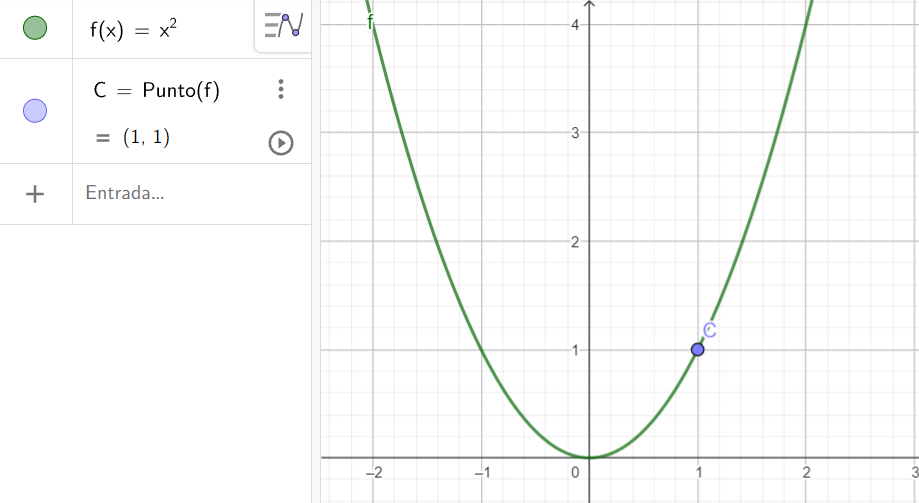 f(x) = x²
C = Punto(f)
= (1, 1)
Entrada...
f
4
3
2
1
C
−2
−1
0
1
2
3